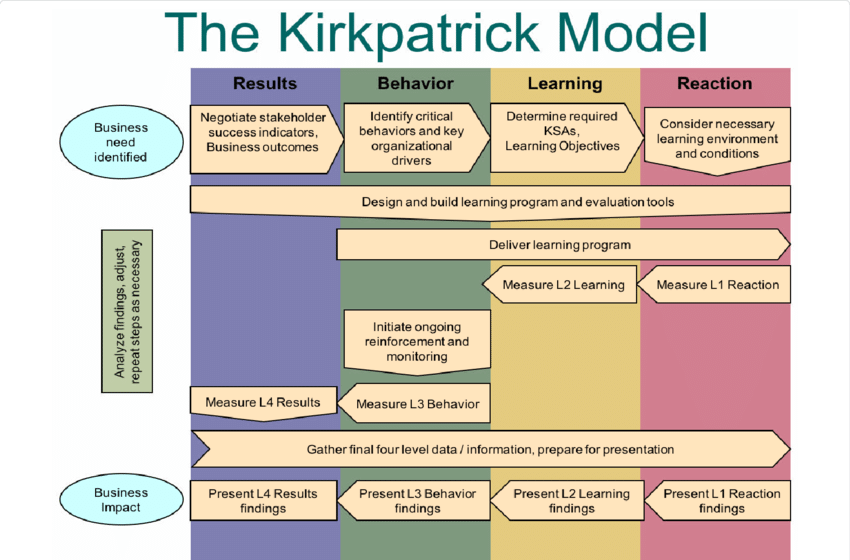 The Kirkpatrick Model
Results
Behavior
Learning
Reaction
Business
need
identified
Negotiate stakeholder
success indicators,
Business outcomes
Identify critical
behaviors and key
organizational
drivers
Determine required
KSAs,
Learning Objectives
Consider necessary
learning environment
and conditions
Design and build learning program and evaluation tools
Deliver learning program
Analyze findings, adjust,
repeat steps as necessary
Measure L2 Learning
Measure L1 Reaction
Initiate ongoing
reinforcement and
monitoring
Measure L4 Results
Measure L3 Behavior
Gather final four level data / information, prepare for presentation
Business
Impact
Present L4 Results
findings
Present L3 Behavior
findings
Present L2 Learning
findings
Present L1 Reaction
findings